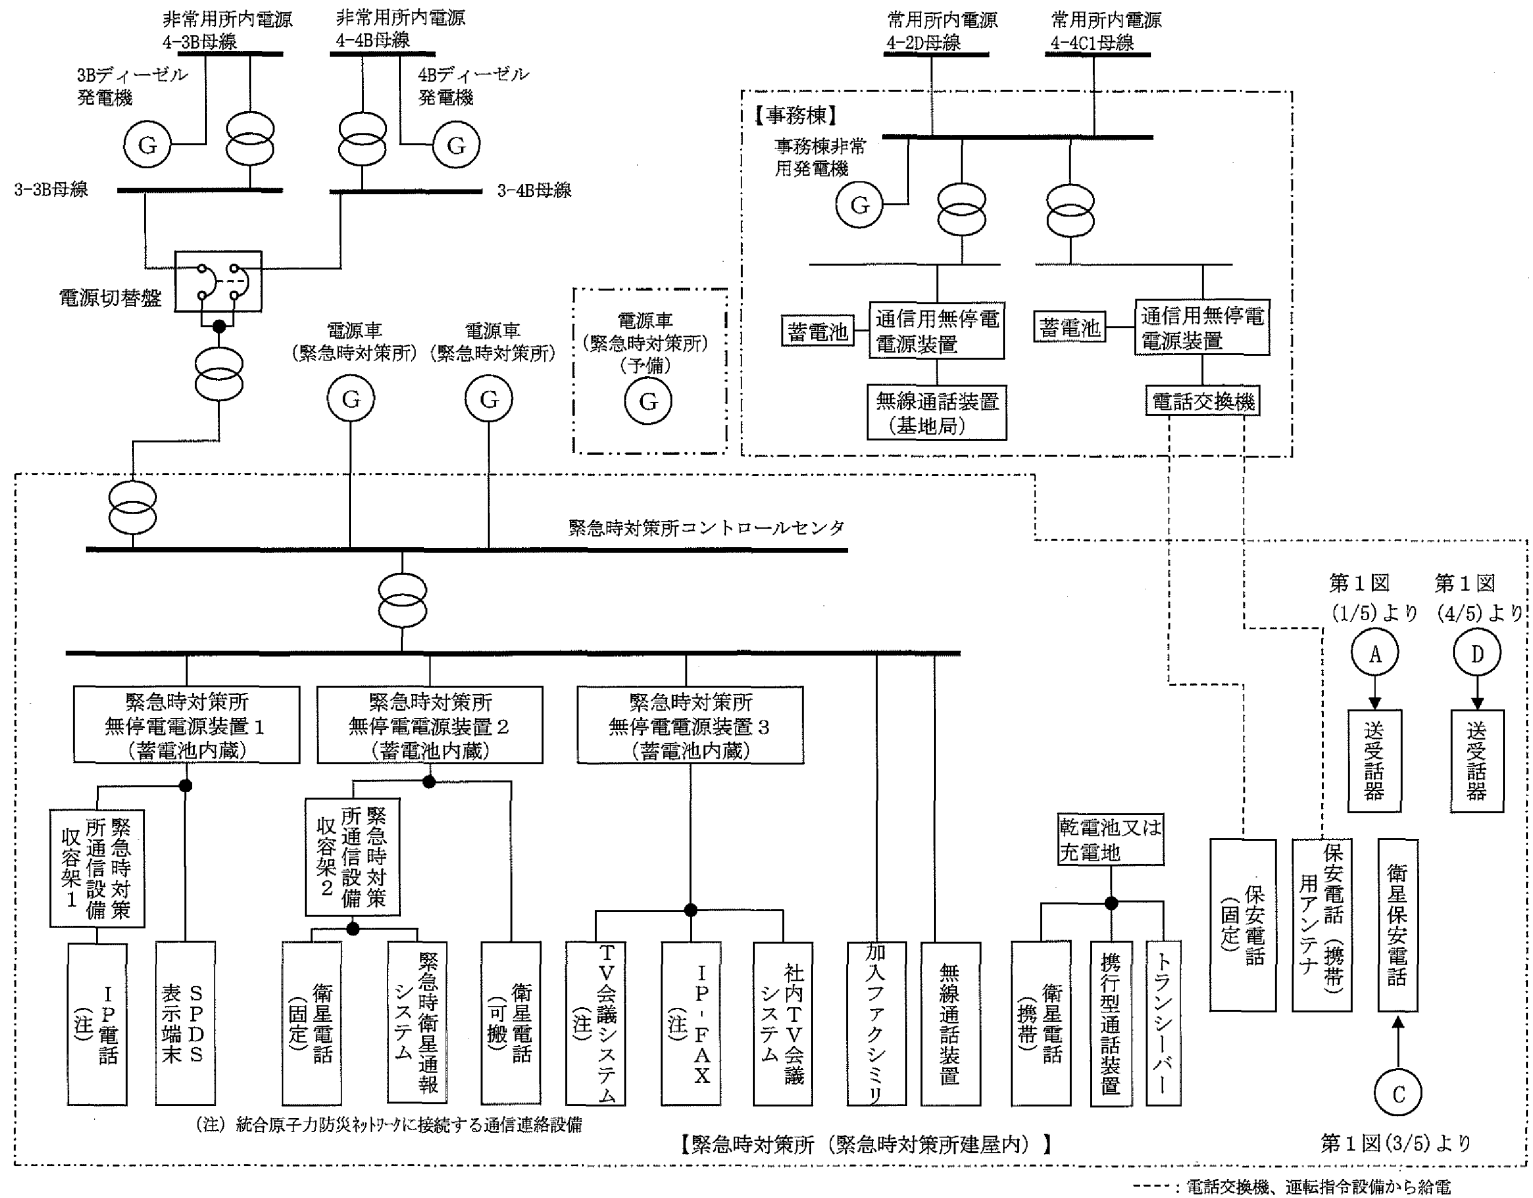 非常用所内電源
4-3B母線
非常用所内電源
4-4B母線
常用所内電源
4-2D母線
常用所内電源
4-4C1母線
3Bディーゼル
発電機
G
4Bディーゼル
発電機
G
3-3B母線
3-4B母線
電源切替盤
電源車
(緊急時対策所)
G
電源車
(緊急時対策所)
G
電源車
(緊急時対策所)
(予備)
G
【事務棟】
事務棟非常
用発電機
G
蓄電池
通信用無停電
電源装置
無線通話装置
(基地局)
蓄電池
通信用無停電
電源装置
電話交換機
緊急時対策所コントロールセンタ
緊急時対策所
無停電電源装置1
(蓄電池内蔵)
緊急時対策所
無停電電源装置2
(蓄電池内蔵)
緊急時対策所
無停電電源装置3
(蓄電池内蔵)
緊急時対策
所通信設備
収容架1
緊急時対策
所通信設備
収容架2
乾電池又は
充電地
第1図
(1/5)より
A
送受話器
第1図
(4/5)より
D
送受話器
IP電話
(注)
SPDS
表示端末
衛星電話
(固定)
緊急時衛星通報
システム
衛星電話
(可搬)
TV会議システム
(注)
IP-FAX
(注)
社内TV会議
システム
加入ファクシミリ
無線通話装置
衛星電話
(携帯)
携行型通話装置
トランシーバー
保安電話
(固定)
保安電話(携帯)
用アンテナ
衛星保安電話
C
第1図(3/5)より
(注) 統合原子力防災ネットワークに接続する通信連絡設備
【緊急時対策所(緊急時対策所建屋内)】
----:電話交換機、運転指令設備から給電